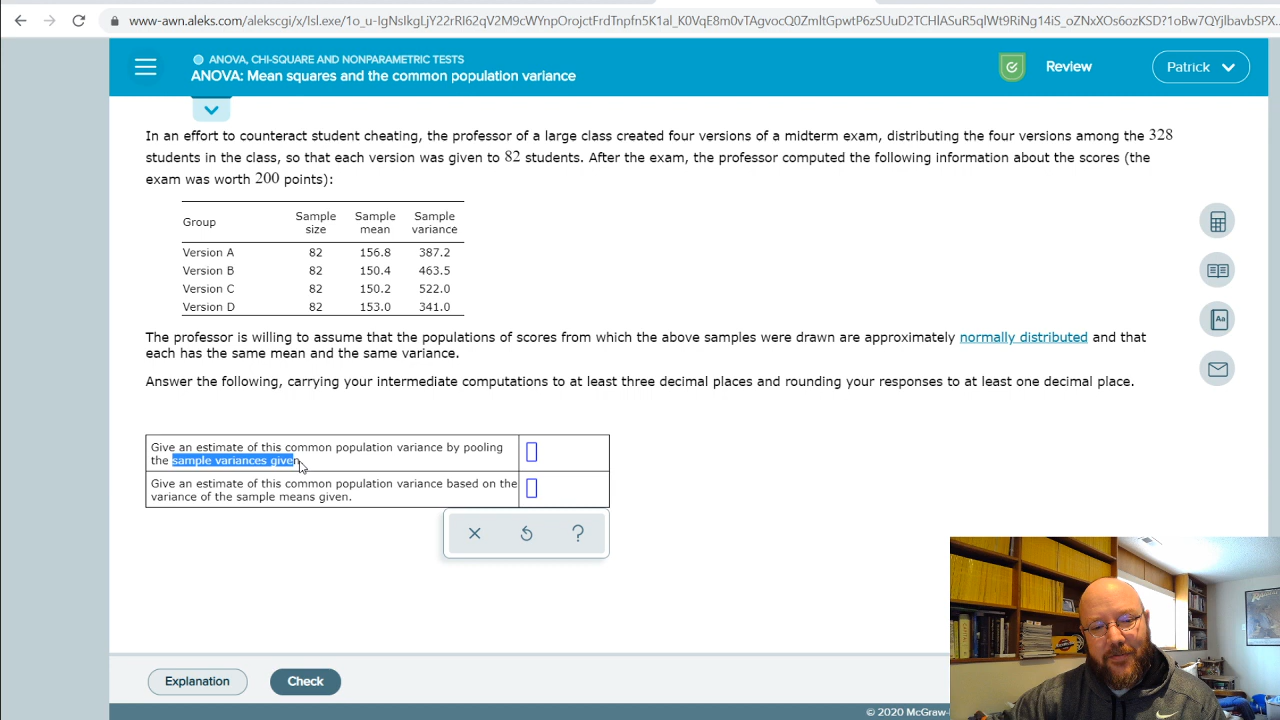 www-awn.aleks.com/alekscgi/x/Isl.exe/
ANOVA, CHI-SQUARE AND NONPARAMETRIC TESTS
ANOVA: Mean squares and the common population variance
Review
Patrick
In an effort to counteract student cheating, the professor of a large class created four versions of a midterm exam, distributing the four versions among the 328
students in the class, so that each version was given to 82 students. After the exam, the professor computed the following information about the scores (the
exam was worth 200 points):
Group Sample size Sample mean Sample variance
Version A 82 156.8 387.2
Version B 82 150.4 463.5
Version C 82 150.2 522.0
Version D 82 153.0 341.0
The professor is willing to assume that the populations of scores from which the above samples were drawn are approximately normally distributed and that
each has the same mean and the same variance.
Answer the following, carrying your intermediate computations to at least three decimal places and rounding your responses to at least one decimal place.
Give an estimate of this common population variance by pooling
the sample variances given.
Give an estimate of this common population variance based on the
variance of the sample means given.
Aa
?
Explanation
Check
© 2020 McGraw-